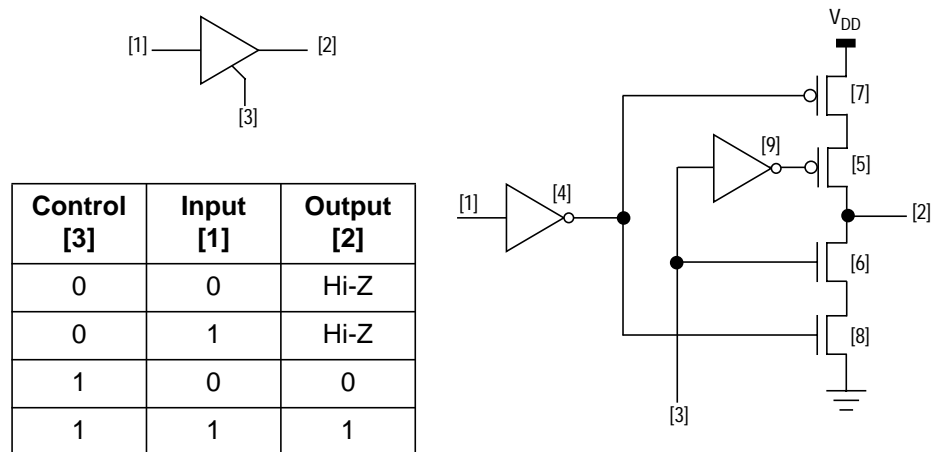 [1]
[2]
[3]
Control [3] Input [1] Output [2]
0 0 Hi-Z
0 1 Hi-Z
1 0 0
1 1 1
VDD
[7]
[9]
[5]
[1]
[4]
[2]
[6]
[8]
[3]